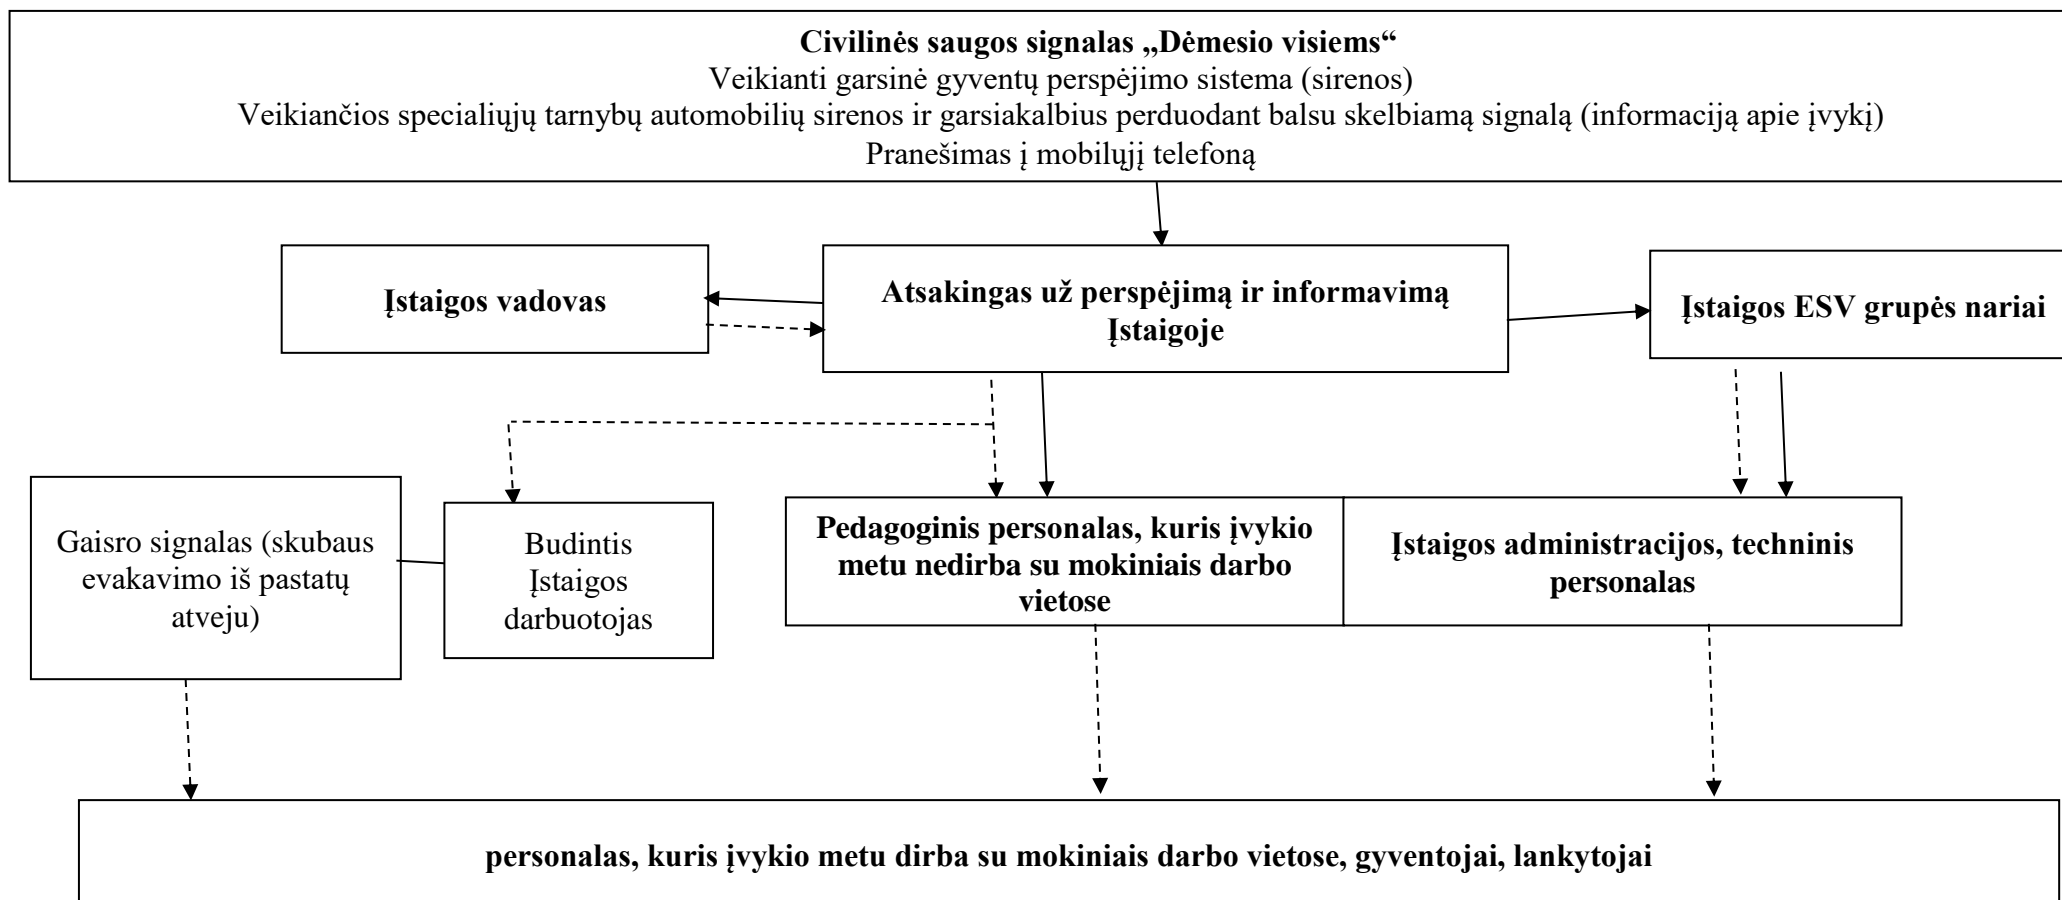 Civilinės saugos signalas „Dėmesio visiems“
Veikianti garsinė gyventų perspėjimo sistema (sirenos)
Veikiančios specialiųjų tarnybų automobilių sirenos ir garsiakalbius perduodant balsu skelbiamą signalą (informaciją apie įvykį)
Pranešimas į mobilųjį telefoną
Įstaigos vadovas
Atsakingas už perspėjimą ir informavimą
Įstaigoje
Įstaigos ESV grupės nariai
Gaisro signalas (skubaus
evakavimo iš pastatų
atveju)
Budintis
Įstaigos
darbuotojas
Pedagoginis personalas, kuris įvykio
metu nedirba su mokiniais darbo
vietose
Įstaigos administracijos, techninis
personalas
personalas, kuris įvykio metu dirba su mokiniais darbo vietose, gyventojai, lankytojai